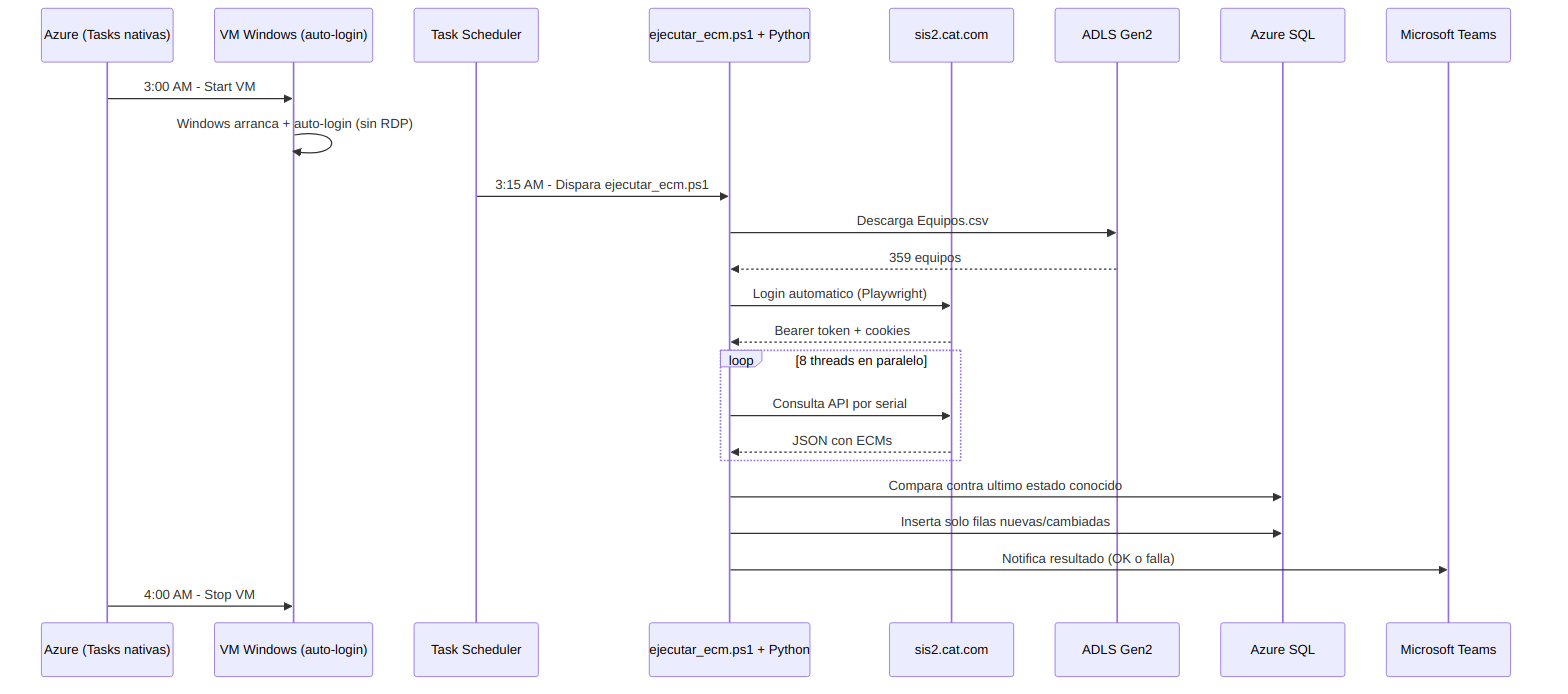 Azure (Tasks nativas)
VM Windows (auto-login)
Task Scheduler
ejecutar_ecm.ps1 + Python
sis2.cat.com
ADLS Gen2
Azure SQL
Microsoft Teams
3:00 AM - Start VM
Windows arranca + auto-login (sin RDP)
3:15 AM - Dispara ejecutar_ecm.ps1
Descarga Equipos.csv
359 equipos
Login automatico (Playwright)
Bearer token + cookies
loop
[8 threads en paralelo]
Consulta API por serial
JSON con ECMs
Compara contra ultimo estado conocido
Inserta solo filas nuevas/cambiadas
Notifica resultado (OK o falla)
4:00 AM - Stop VM
Azure (Tasks nativas)
VM Windows (auto-login)
Task Scheduler
ejecutar_ecm.ps1 + Python
sis2.cat.com
ADLS Gen2
Azure SQL
Microsoft Teams